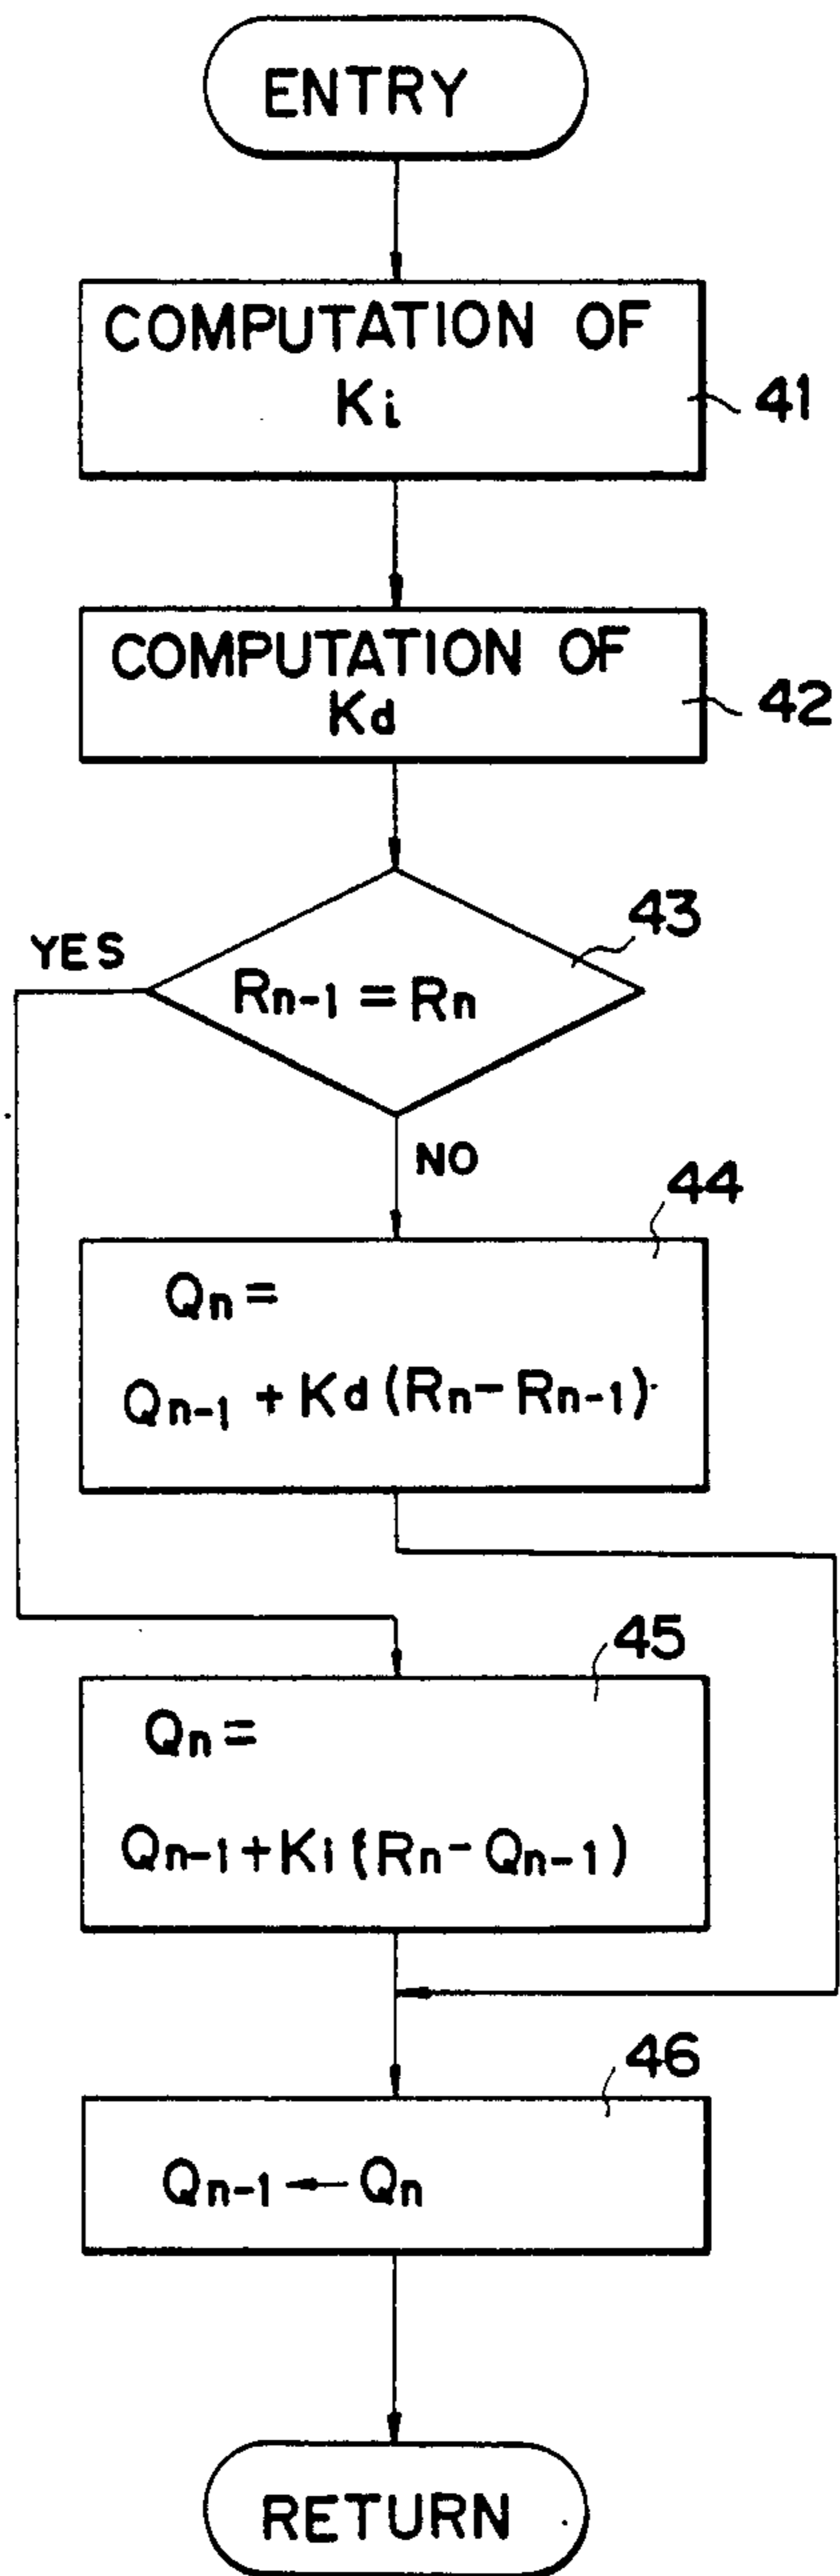 ENTRY
COMPUTATION OF
Ki
41
COMPUTATION OF
Kd
42
43
YES
Rn-1 = Rn
NO
44
Qn =
Qn-1 + Kd (Rn - Rn-1)
45
Qn =
Qn-1 + Ki (Rn - Qn-1)
46
Qn-1 ← Qn
RETURN